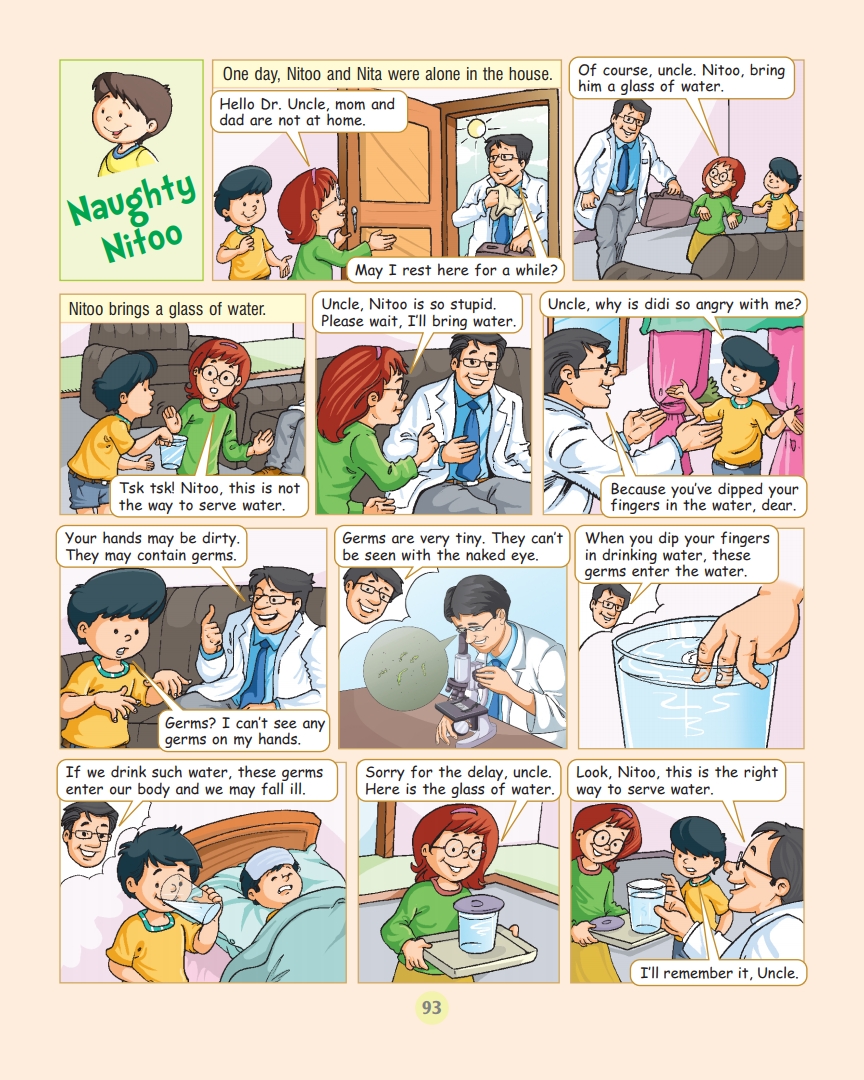 Naughty
Nitoo
One day, Nitoo and Nita were alone in the house.
Hello Dr. Uncle, mom and
dad are not at home.
May I rest here for a while?
Of course, uncle. Nitoo, bring
him a glass of water.
Nitoo brings a glass of water.
Tsk tsk! Nitoo, this is not
the way to serve water.
Uncle, Nitoo is so stupid.
Please wait, I'll bring water.
Uncle, why is didi so angry with me?
Because you've dipped your
fingers in the water, dear.
Your hands may be dirty.
They may contain germs.
Germs? I can't see any
germs on my hands.
Germs are very tiny. They can't
be seen with the naked eye.
When you dip your fingers
in drinking water, these
germs enter the water.
If we drink such water, these germs
enter our body and we may fall ill.
Sorry for the delay, uncle.
Here is the glass of water.
Look, Nitoo, this is the right
way to serve water.
I'll remember it, Uncle.
93